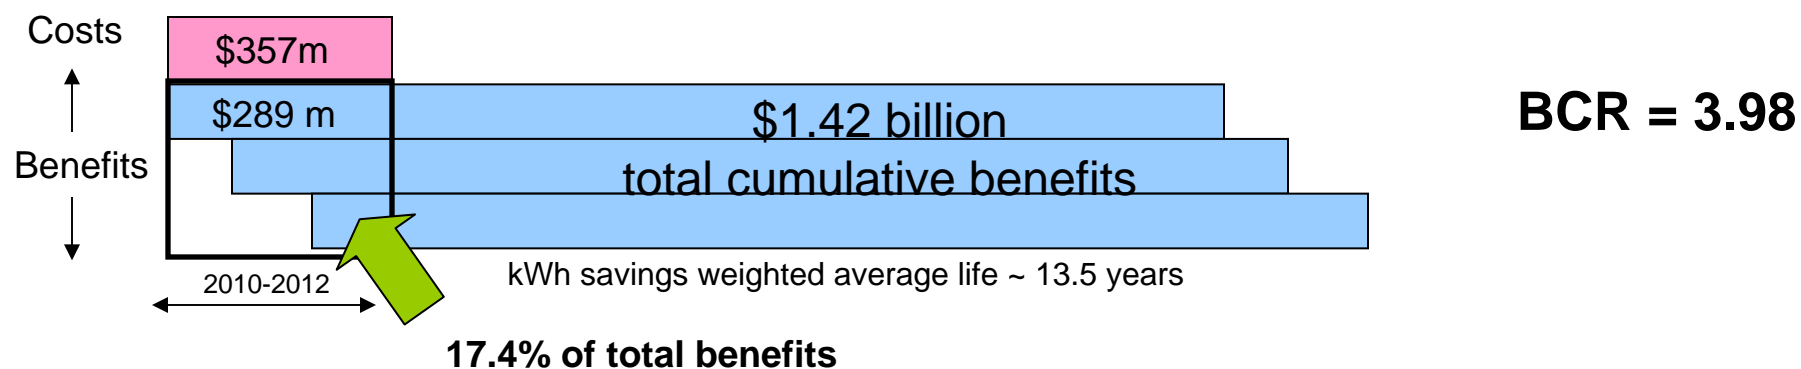 Costs
$357m
$289 m
$1.42 billion
BCR = 3.98
Benefits
total cumulative benefits
2010-2012
kWh savings weighted average life ~ 13.5 years
17.4% of total benefits